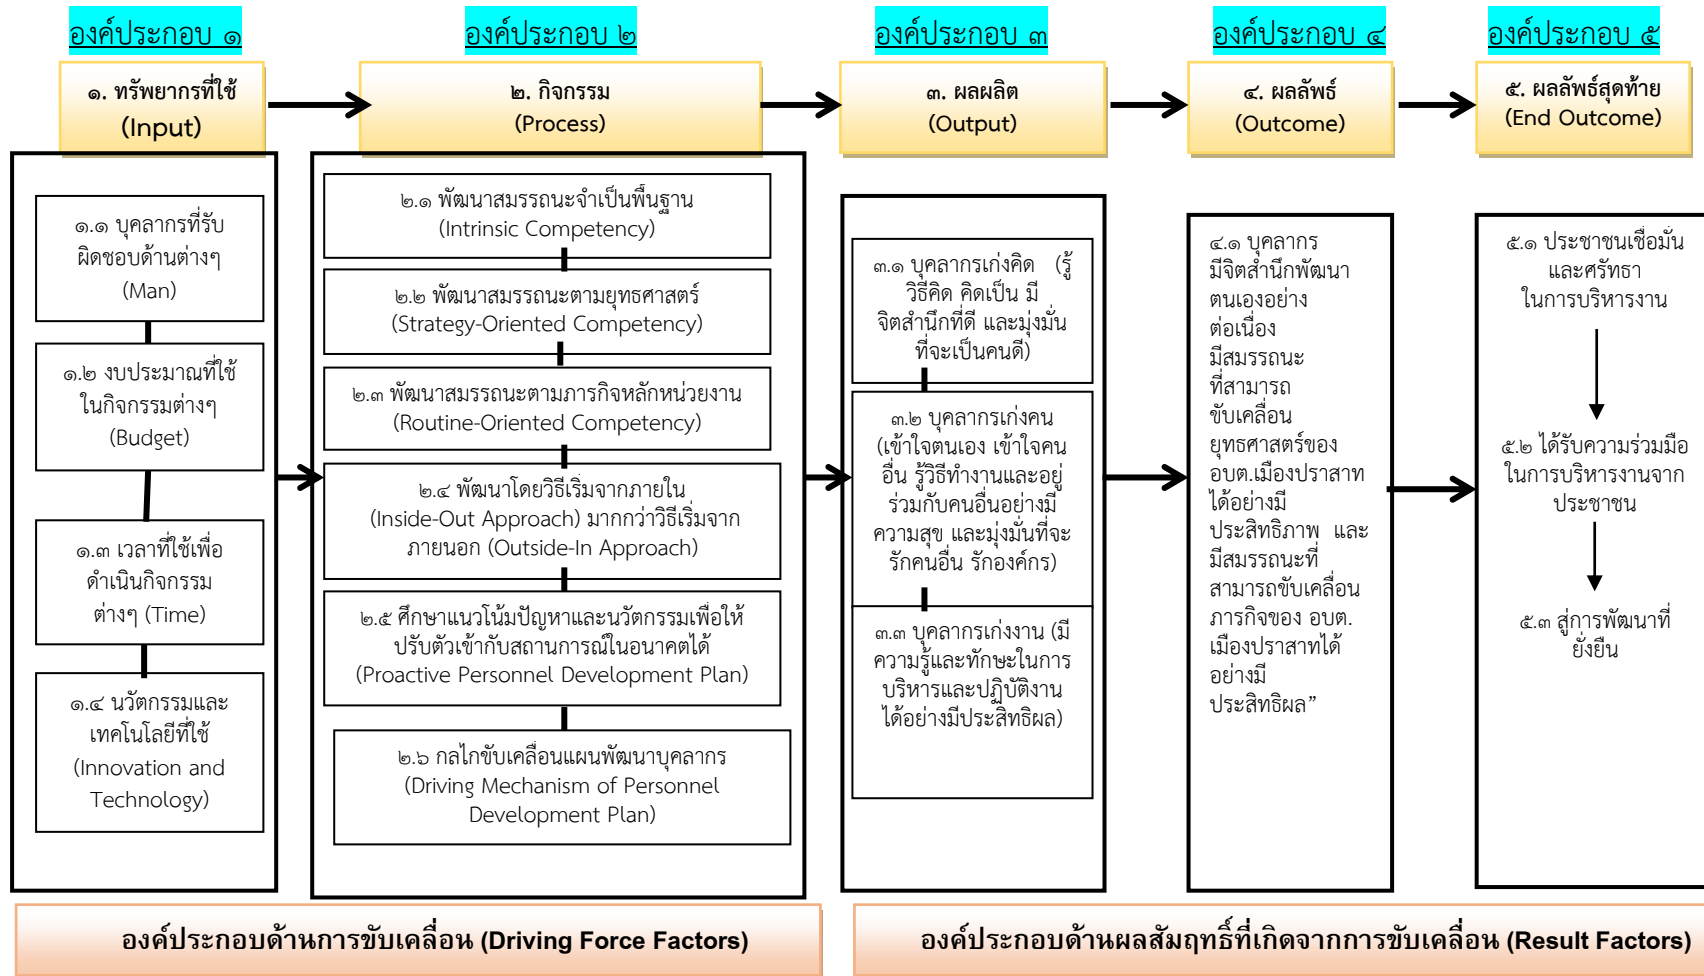 องค์ประกอบ ๑
องค์ประกอบ ๒
องค์ประกอบ ๓
องค์ประกอบ ๔
องค์ประกอบ ๕
๑. ทรัพยากรที่ใช้
(Input)
๒. กิจกรรม
(Process)
๓. ผลผลิต
(Output)
๔. ผลลัพธ์
(Outcome)
๕. ผลลัพธ์สุดท้าย
(End Outcome)
๑.๑ บุคลากรที่รับ
ผิดชอบด้านต่างๆ
(Man)
๑.๒ งบประมาณที่ใช้
ในกิจกรรมต่างๆ
(Budget)
๑.๓ เวลาที่ใช้เพื่อ
ดำเนินกิจกรรม
ต่างๆ (Time)
๑.๔ นวัตกรรมและ
เทคโนโลยีที่ใช้
(Innovation and
Technology)
๒.๑ พัฒนาสมรรถนะจำเป็นพื้นฐาน
(Intrinsic Competency)
๒.๒ พัฒนาสมรรถนะตามยุทธศาสตร์
(Strategy-Oriented Competency)
๒.๓ พัฒนาสมรรถนะตามภารกิจหลักหน่วยงาน
(Routine-Oriented Competency)
๒.๔ พัฒนาโดยวิธีเริ่มจากภายใน
(Inside-Out Approach) มากกว่าวิธีเริ่มจาก
ภายนอก (Outside-In Approach)
๒.๕ ศึกษาแนวโน้มปัญหาและนวัตกรรมเพื่อให้
ปรับตัวเข้ากับสถานการณ์ในอนาคตได้
(Proactive Personnel Development Plan)
๒.๖ กลไกขับเคลื่อนแผนพัฒนาบุคลากร
(Driving Mechanism of Personnel
Development Plan)
๓.๑ บุคลากรเก่งคิด (รู้
วิธีคิด คิดเป็น มี
จิตสำนึกที่ดี และมุ่งมั่น
ที่จะเป็นคนดี)
๓.๒ บุคลากรเก่งคน
(เข้าใจตนเอง เข้าใจคน
อื่น รู้วิธีทำงานและอยู่
ร่วมกับคนอื่นอย่างมี
ความสุข และมุ่งมั่นที่จะ
รักคนอื่น รักองค์กร)
๓.๓ บุคลากรเก่งงาน (มี
ความรู้และทักษะในการ
บริหารและปฏิบัติงาน
ได้อย่างมีประสิทธิผล)
๔.๑ บุคลากร
มีจิตสำนึกพัฒนา
ตนเองอย่าง
ต่อเนื่อง
มีสมรรถนะ
ที่สามารถ
ขับเคลื่อน
ยุทธศาสตร์ของ
อบต.เมืองปราสาท
ได้อย่างมี
ประสิทธิภาพ และ
มีสมรรถนะที่
สามารถขับเคลื่อน
ภารกิจของ อบต.
เมืองปราสาทได้
อย่างมี
ประสิทธิผล”
๕.๑ ประชาชนเชื่อมั่น
และศรัทธา
ในการบริหารงาน
๕.๒ ได้รับความร่วมมือ
ในการบริหารงานจาก
ประชาชน
๕.๓ สู่การพัฒนาที่
ยั่งยืน
องค์ประกอบด้านการขับเคลื่อน (Driving Force Factors)
องค์ประกอบด้านผลสัมฤทธิ์ที่เกิดจากการขับเคลื่อน (Result Factors)